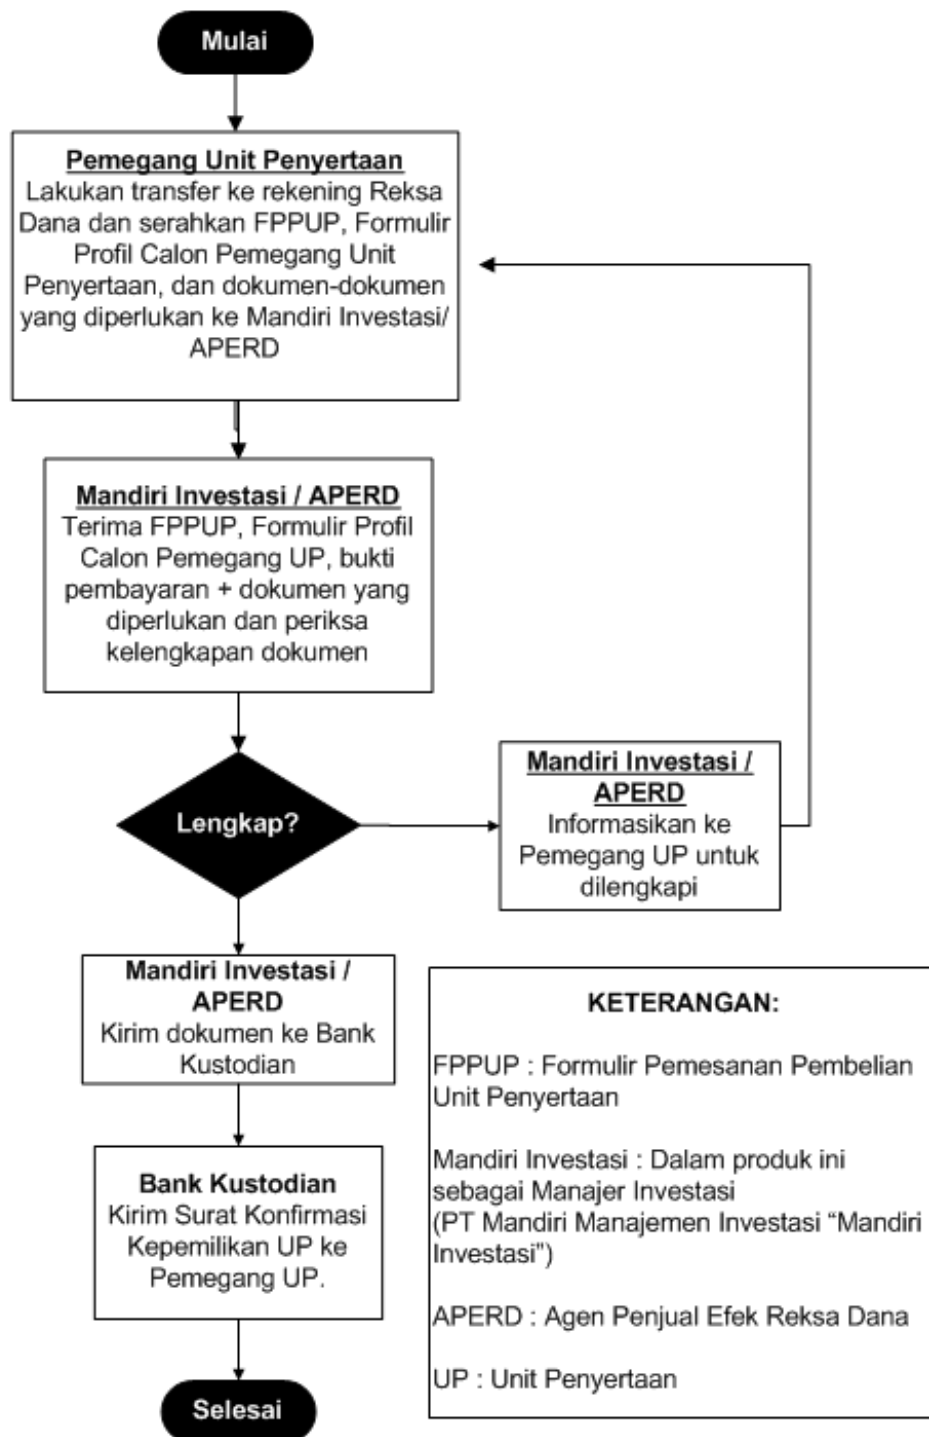 Mulai
Pemegang Unit Penyertaan
Lakukan transfer ke rekening Reksa
Dana dan serahkan FPPUP, Formulir
Profil Calon Pemegang Unit
Penyertaan, dan dokumen-dokumen
yang diperlukan ke Mandiri Investasi/
APERD
Mandiri Investasi / APERD
Terima FPPUP, Formulir Profil
Calon Pemegang UP, bukti
pembayaran + dokumen yang
diperlukan dan periksa
kelengkapan dokumen
Lengkap?
Mandiri Investasi /
APERD
Informasikan ke
Pemegang UP untuk
dilengkapi
Mandiri Investasi /
APERD
Kirim dokumen ke Bank
Kustodian
Bank Kustodian
Kirim Surat Konfirmasi
Kepemilikan UP ke
Pemegang UP.
Selesai
KETERANGAN:
FPPUP : Formulir Pemesanan Pembelian
Unit Penyertaan
Mandiri Investasi : Dalam produk ini
sebagai Manajer Investasi
(PT Mandiri Manajemen Investasi “Mandiri
Investasi”)
APERD : Agen Penjual Efek Reksa Dana
UP : Unit Penyertaan